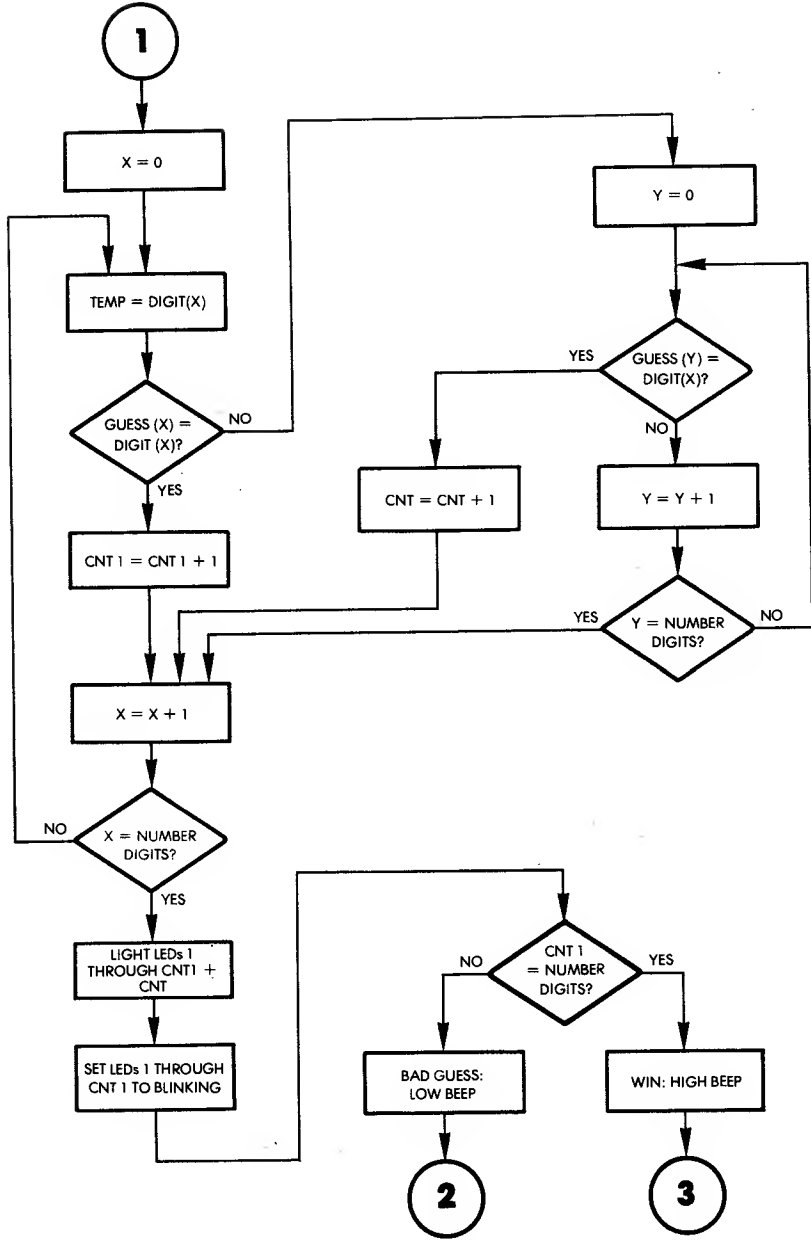 1
X = 0
TEMP = DIGIT(X)
GUESS (X) =
DIGIT (X)?
NO
YES
CNT 1 = CNT 1 + 1
Y = 0
GUESS (Y) =
DIGIT(X)?
YES
NO
CNT = CNT + 1
Y = Y + 1
Y = NUMBER
DIGITS?
YES
NO
X = X + 1
X = NUMBER
DIGITS?
NO
YES
LIGHT LEDs 1
THROUGH CNT1 +
CNT
SET LEDs 1 THROUGH
CNT 1 TO BLINKING
CNT 1
= NUMBER
DIGITS?
NO
YES
BAD GUESS:
LOW BEEP
WIN: HIGH BEEP
2
3